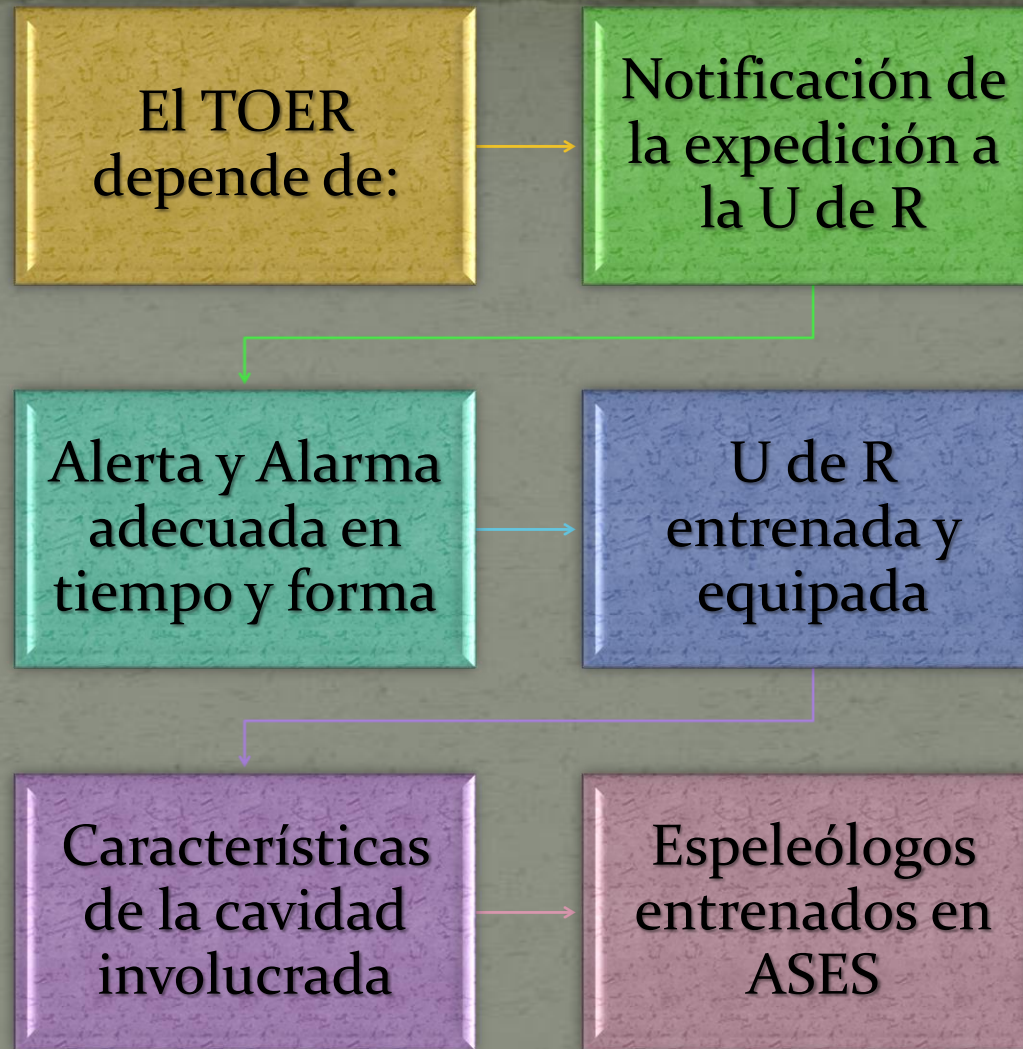 El TOER
depende de:
Notificación de
la expedición a
la U de R
Alerta y Alarma
adecuada en
tiempo y forma
U de R
entrenada y
equipada
Características
de la cavidad
involucrada
Espeleólogos
entrenados en
ASES